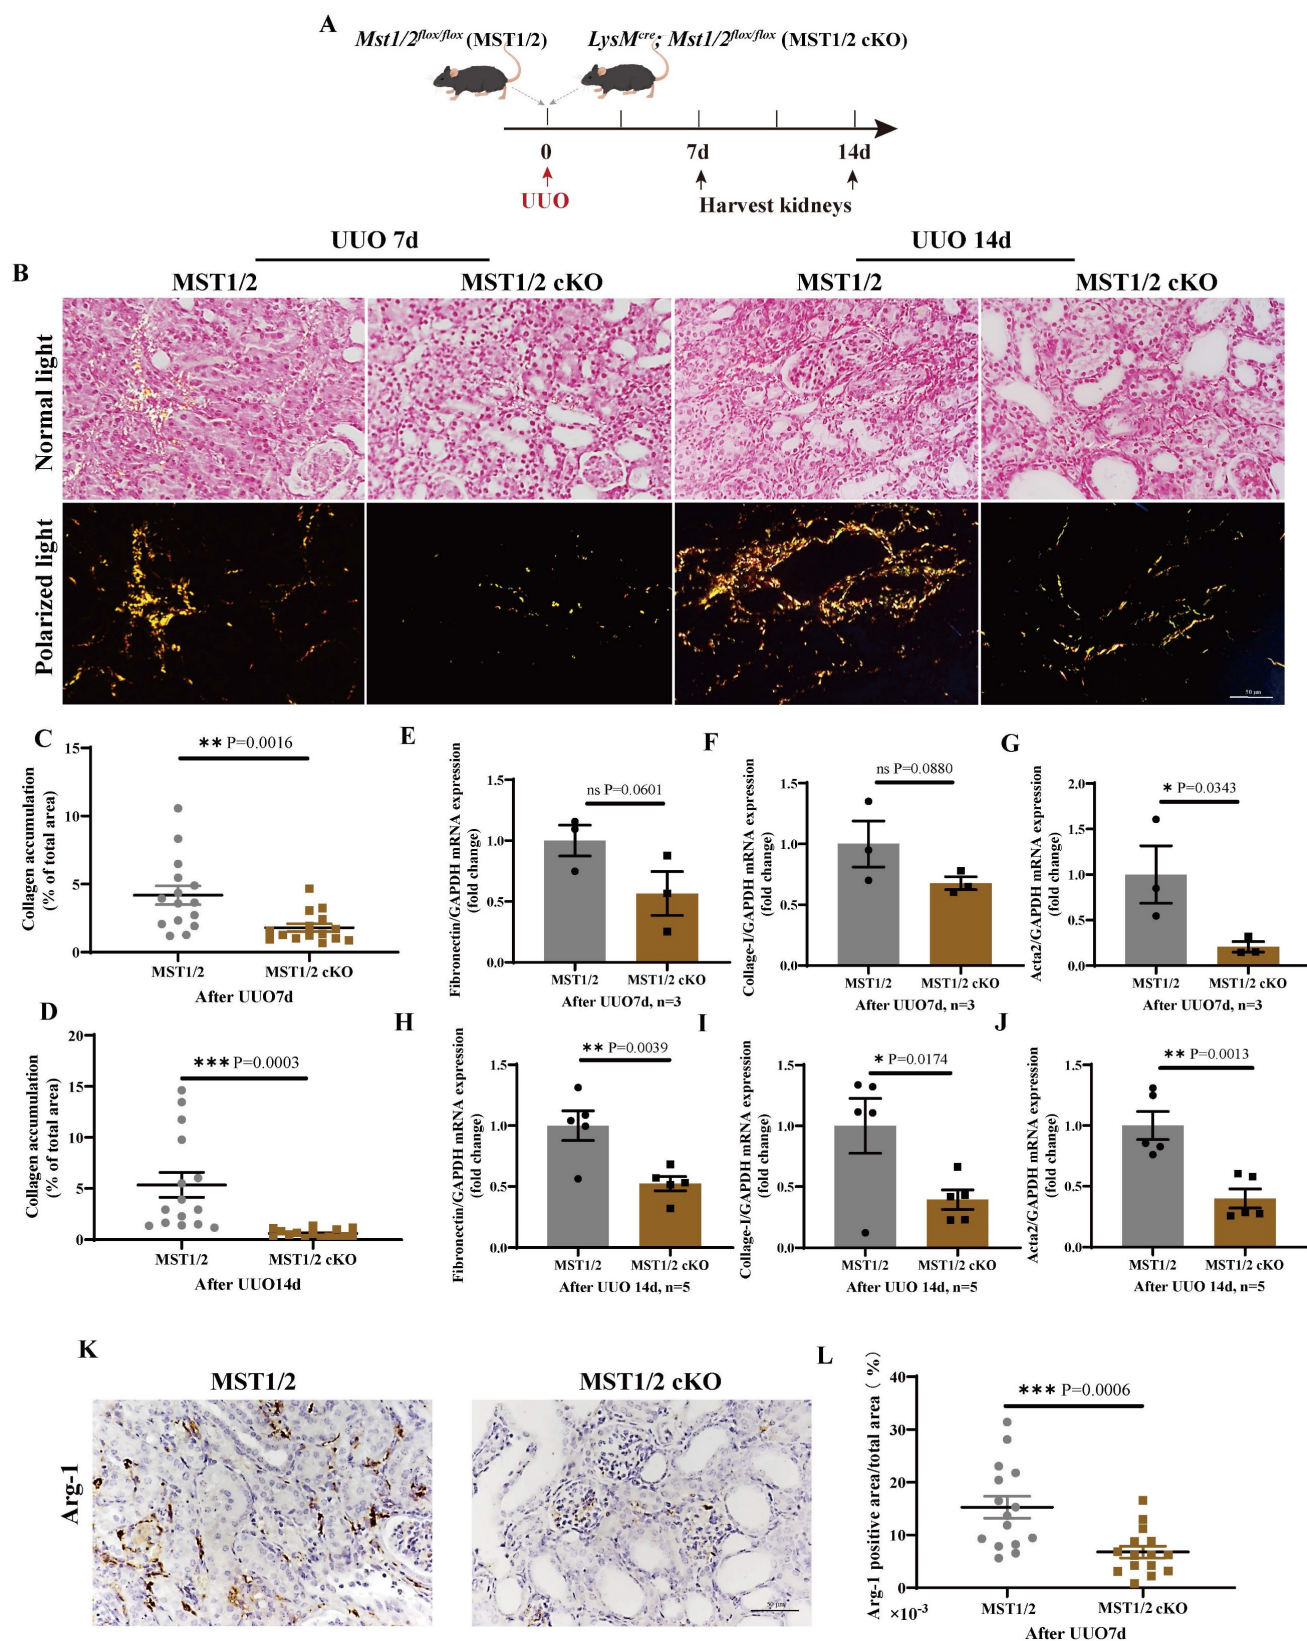 A
Mst1/2flox/flox (MST1/2)
LysMcre; Mst1/2flox/flox (MST1/2 cKO)
0
7d
14d
UUO
Harvest kidneys
UUO 7d
UUO 14d
B
MST1/2
MST1/2 cKO
MST1/2
MST1/2 cKO
Normal light
Polarized light
50 μm
C
Collagen accumulation
(% of total area)
15
10
5
0
** P=0.0016
MST1/2
MST1/2 cKO
After UUO7d
E
Fibronectin/GAPDH mRNA expression
(fold change)
1.5
1.0
0.5
0.0
ns P=0.0601
MST1/2
MST1/2 cKO
After UUO7d, n=3
F
Collage-I/GAPDH mRNA expression
(fold change)
1.5
1.0
0.5
0.0
ns P=0.0880
MST1/2
MST1/2 cKO
After UUO7d, n=3
G
Acta2/GAPDH mRNA expression
(fold change)
2.0
1.5
1.0
0.5
0.0
* P=0.0343
MST1/2
MST1/2 cKO
After UUO7d, n=3
D
Collagen accumulation
(% of total area)
20
15
10
5
0
*** P=0.0003
MST1/2
MST1/2 cKO
After UUO14d
H
Fibronectin/GAPDH mRNA expression
(fold change)
1.5
1.0
0.5
0.0
** P=0.0039
MST1/2
MST1/2 cKO
After UUO 14d, n=5
I
Collage-I/GAPDH mRNA expression
(fold change)
1.5
1.0
0.5
0.0
* P=0.0174
MST1/2
MST1/2 cKO
After UUO 14d, n=5
J
Acta2/GAPDH mRNA expression
(fold change)
1.5
1.0
0.5
0.0
** P=0.0013
MST1/2
MST1/2 cKO
After UUO 14d, n=5
K
MST1/2
MST1/2 cKO
Arg-1
50 μm
L
Arg-1 positive area/total area ( %)
40
30
20
10
0
×10-3
*** P=0.0006
MST1/2
MST1/2 cKO
After UUO7d